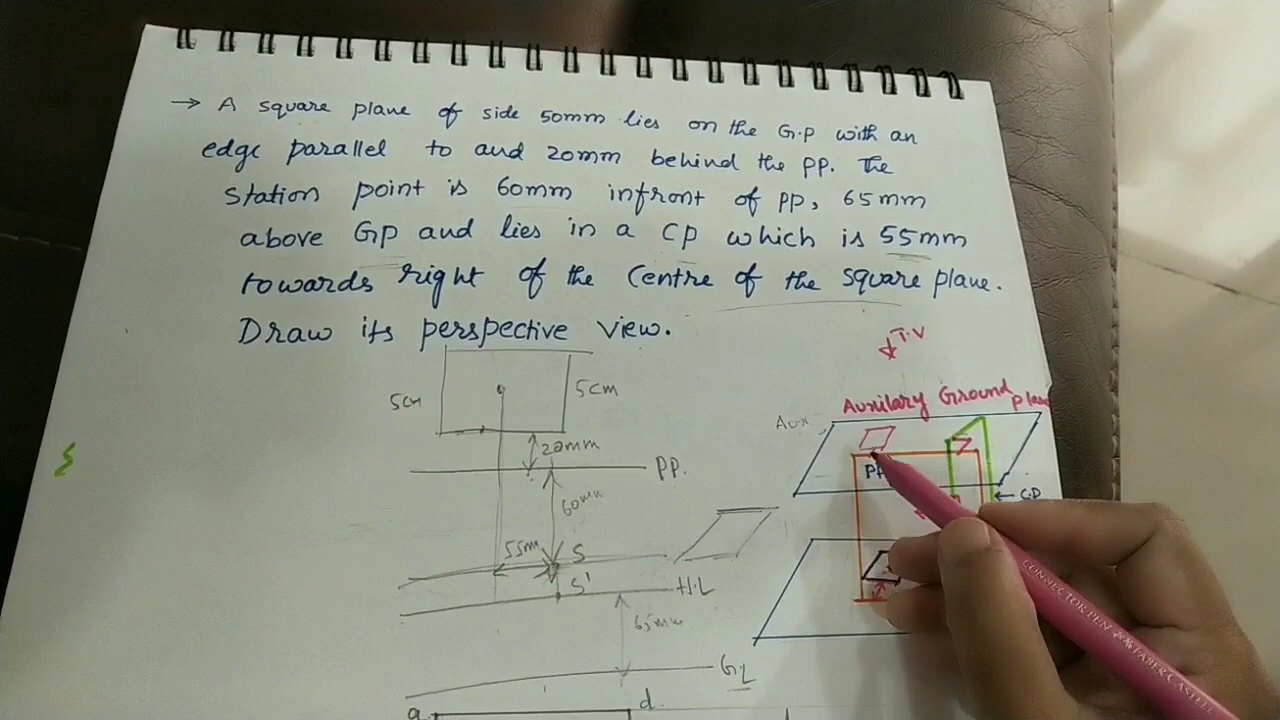 → A square plane of side 50mm lies on the G.P with an
edge parallel to and 20mm behind the PP. The
Station point is 60mm infront of PP, 65mm
above GP and lies in a CP which is 55mm
towards right of the Centre of the square plane.
Draw its perspective view.
T.V
Auxilary Ground Plane
Aux
5cm
5cm
20mm
PP.
PP
C.P
60mm
55m
S
S'
H.L
65mm
G.L
a
d